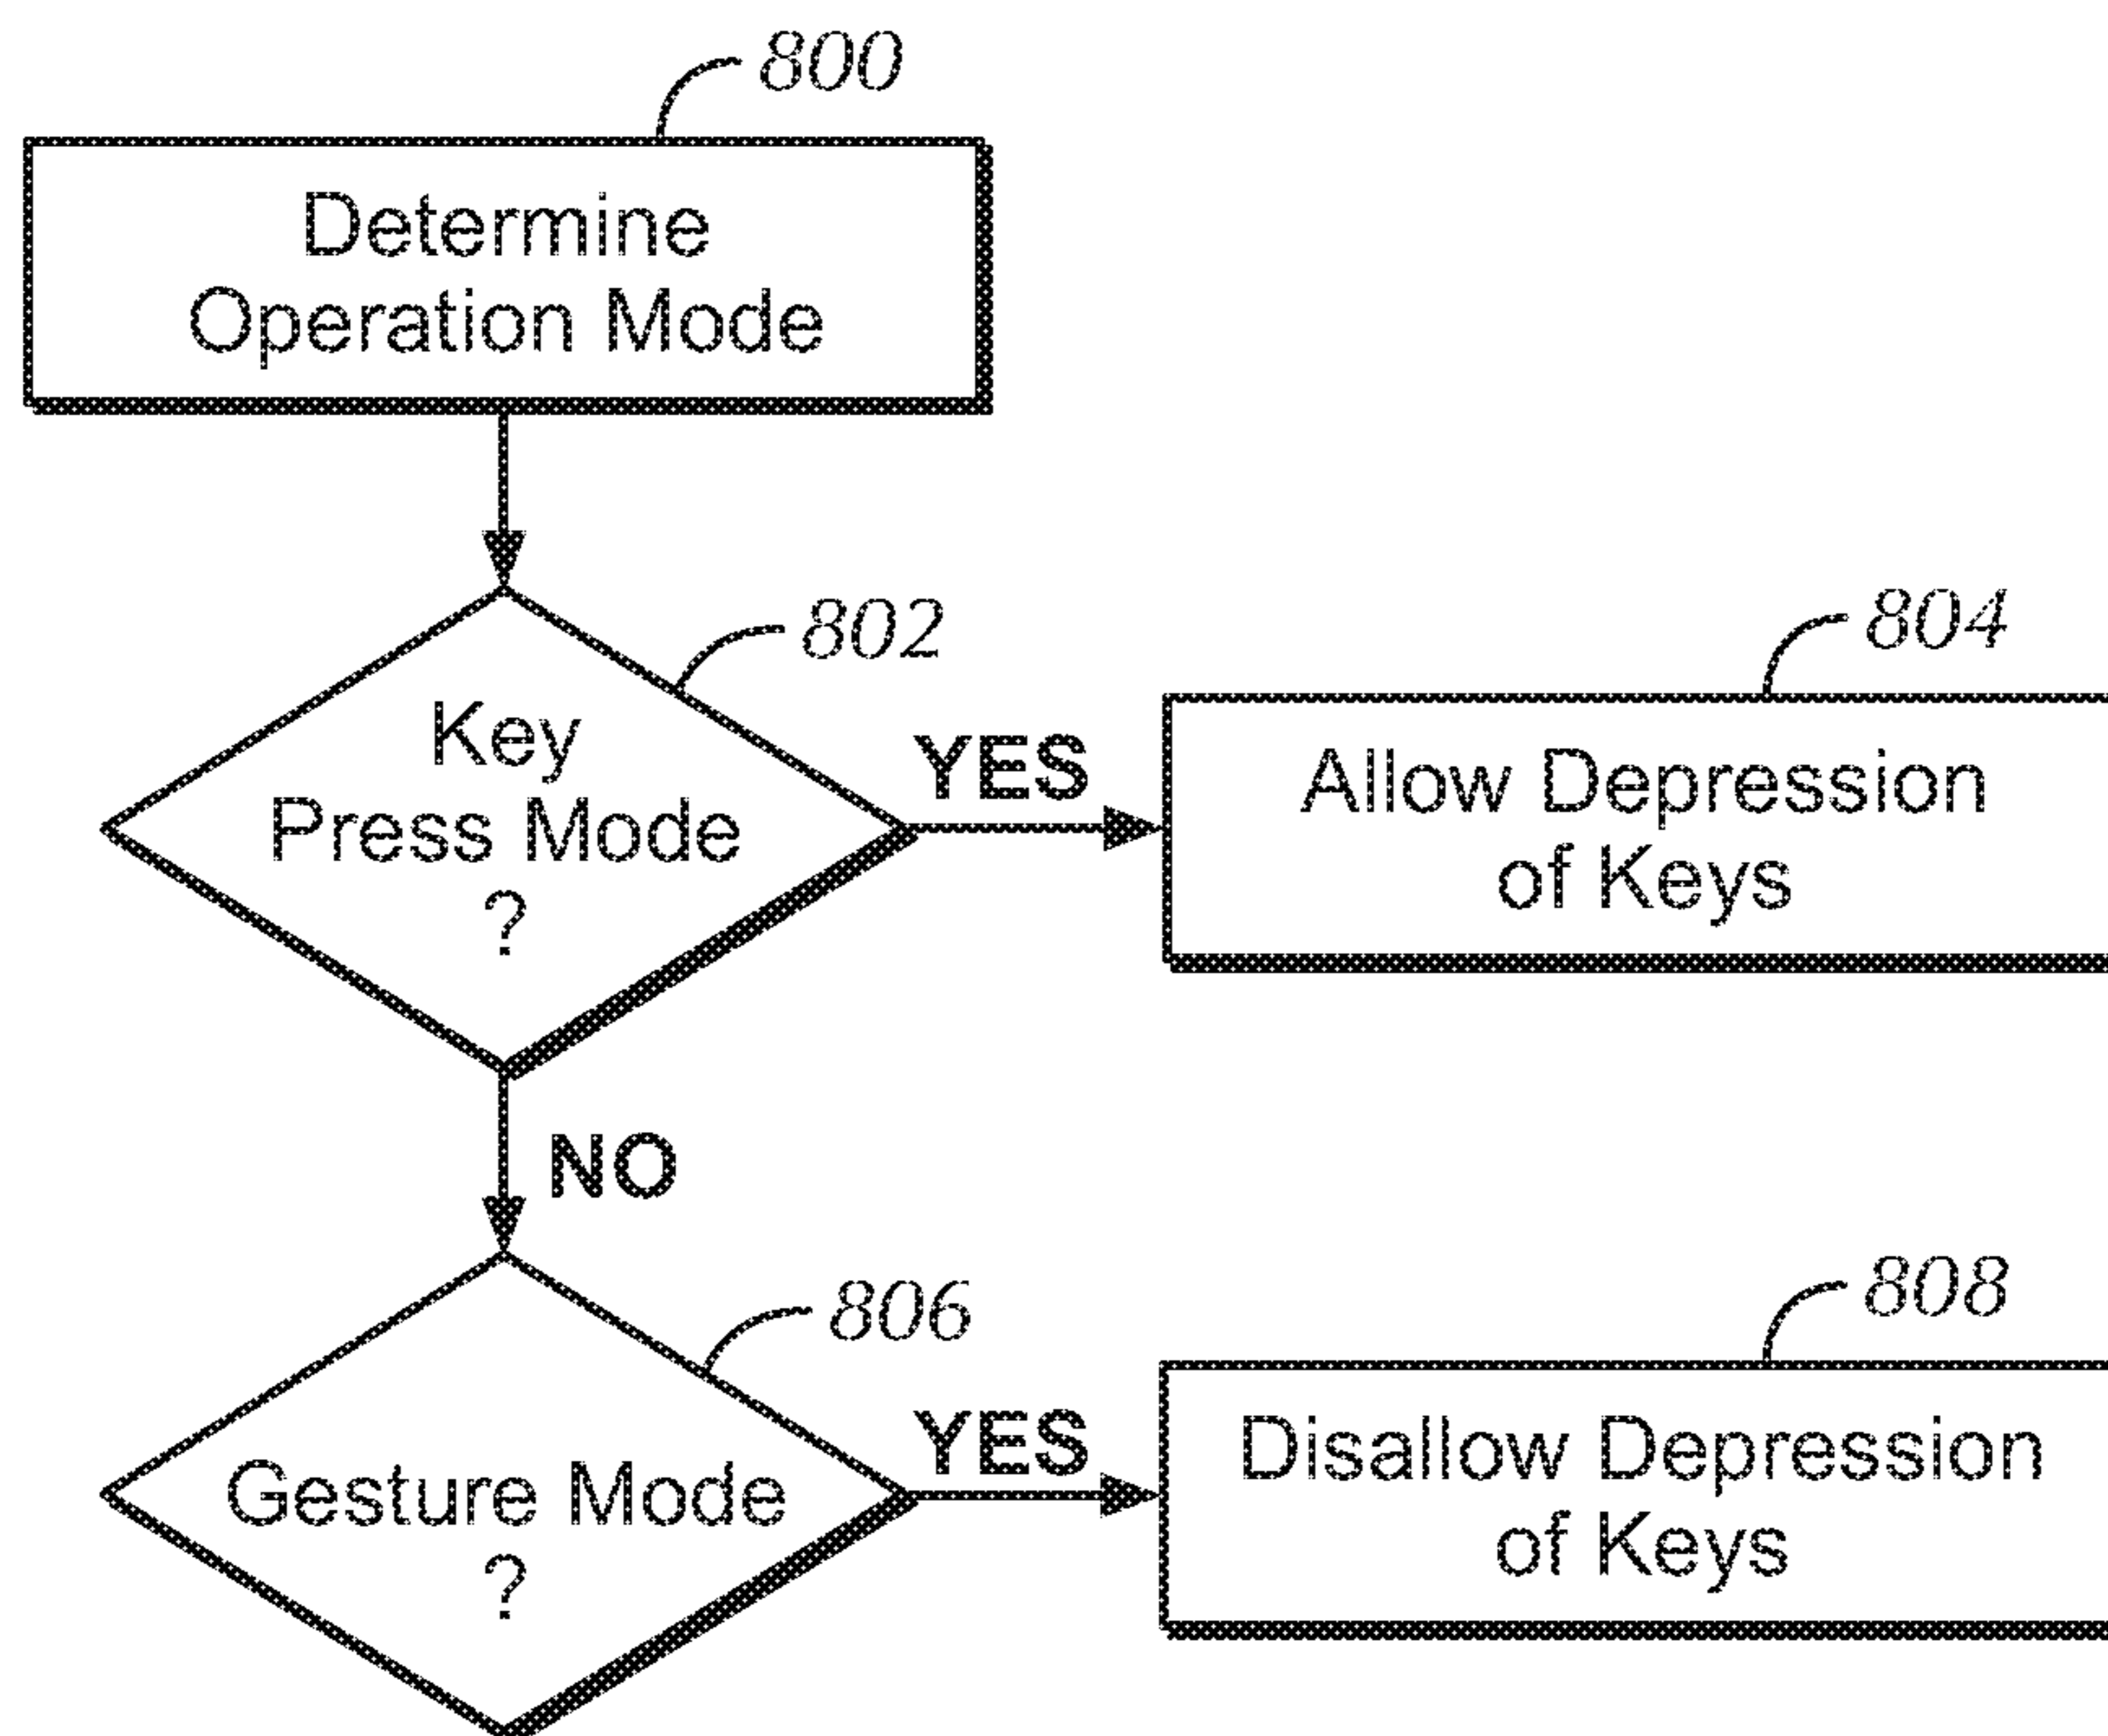 800
Determine
Operation Mode
802
Key
Press Mode
?
YES
804
Allow Depression
of Keys
NO
806
Gesture Mode
?
YES
808
Disallow Depression
of Keys